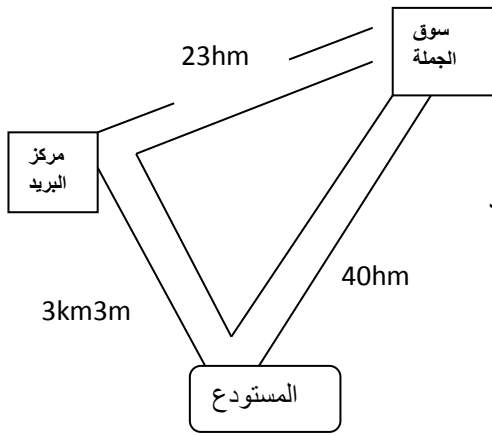 سوق
الجملة
23hm
مركز
البريد
40hm
3km3m
المستودع